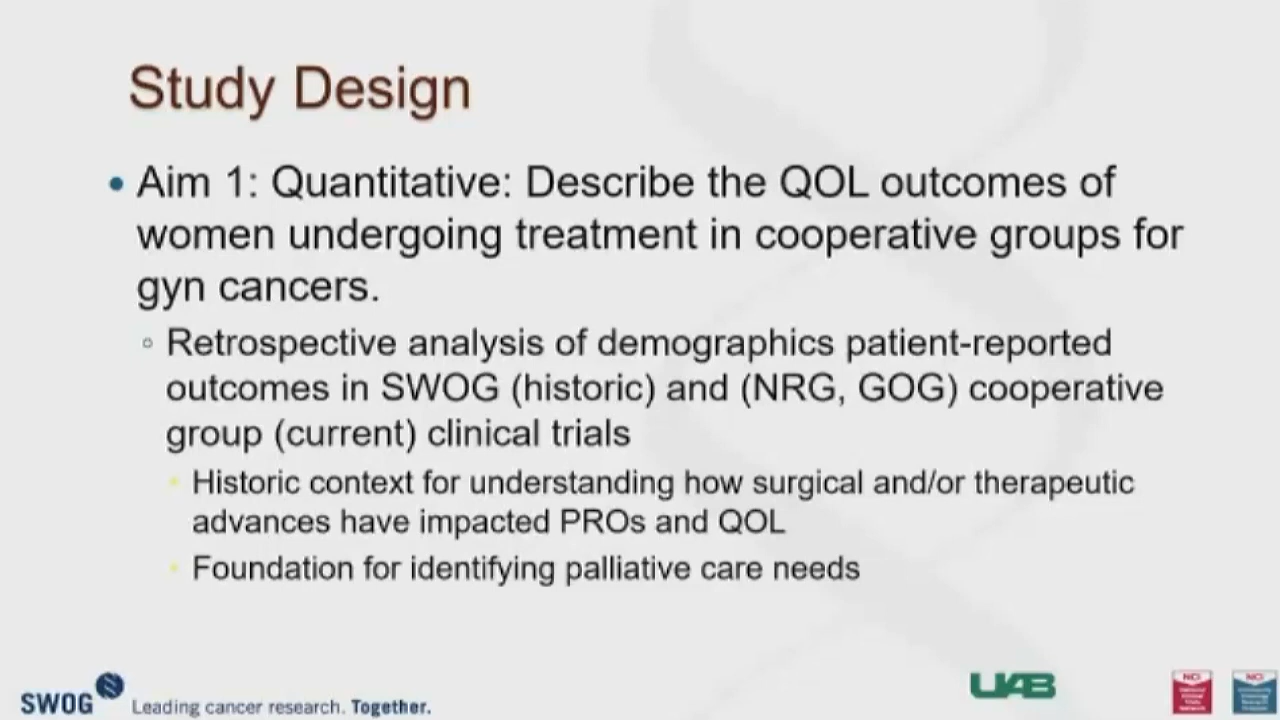 Study Design
• Aim 1: Quantitative: Describe the QOL outcomes of
women undergoing treatment in cooperative groups for
gyn cancers.
◦ Retrospective analysis of demographics patient-reported
outcomes in SWOG (historic) and (NRG, GOG) cooperative
group (current) clinical trials
• Historic context for understanding how surgical and/or therapeutic
advances have impacted PROs and QOL
• Foundation for identifying palliative care needs
SWOG Leading cancer research. Together.
UAB
NCI
NCI